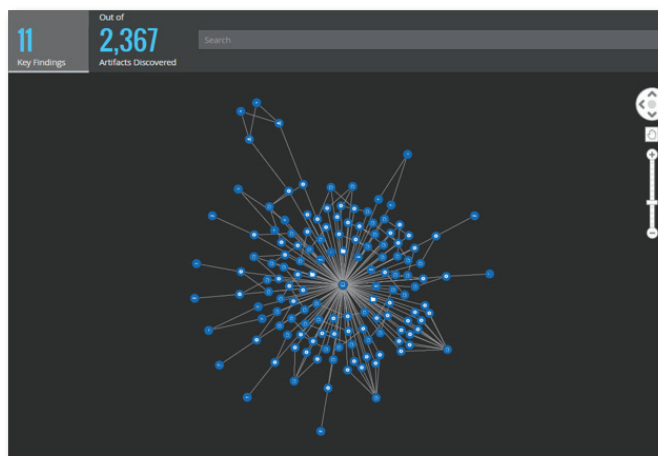 11
Key Findings
Out of
2,367
Artifacts Discovered
Search